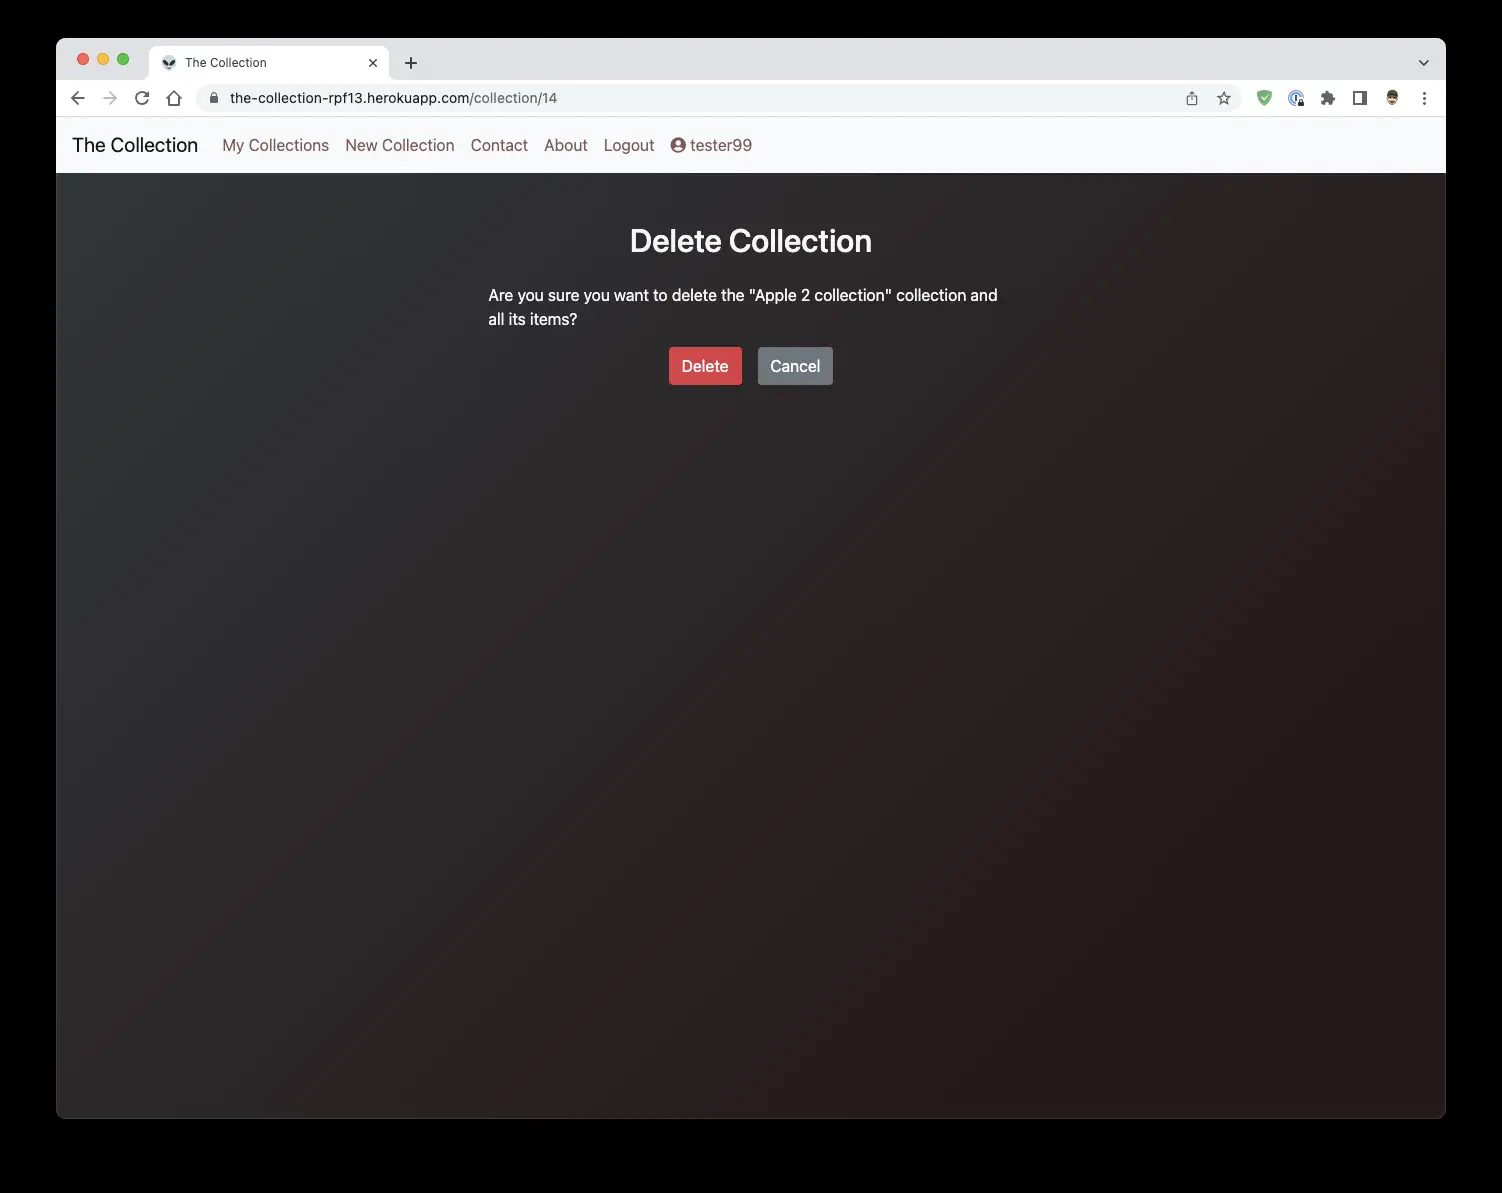 The Collection
the-collection-rpf13.herokuapp.com/collection/14
The Collection My Collections New Collection Contact About Logout tester99
Delete Collection
Are you sure you want to delete the "Apple 2 collection" collection and
all its items?
Delete Cancel